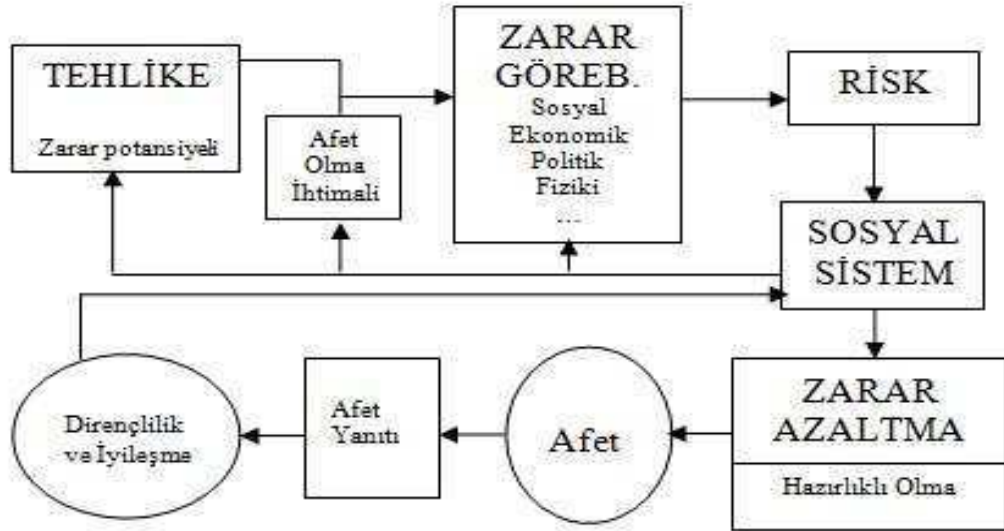 TEHLİKE
Zarar potansiyeli
Afet
Olma
İhtimali
ZARAR
GÖREB.
Sosyal
Ekonomik
Politik
Fiziki
...
RİSK
SOSYAL
SİSTEM
ZARAR
AZALTMA
Hazırlıklı Olma
Afet
Afet
Yanıtı
Dirençlilik
ve İyileşme